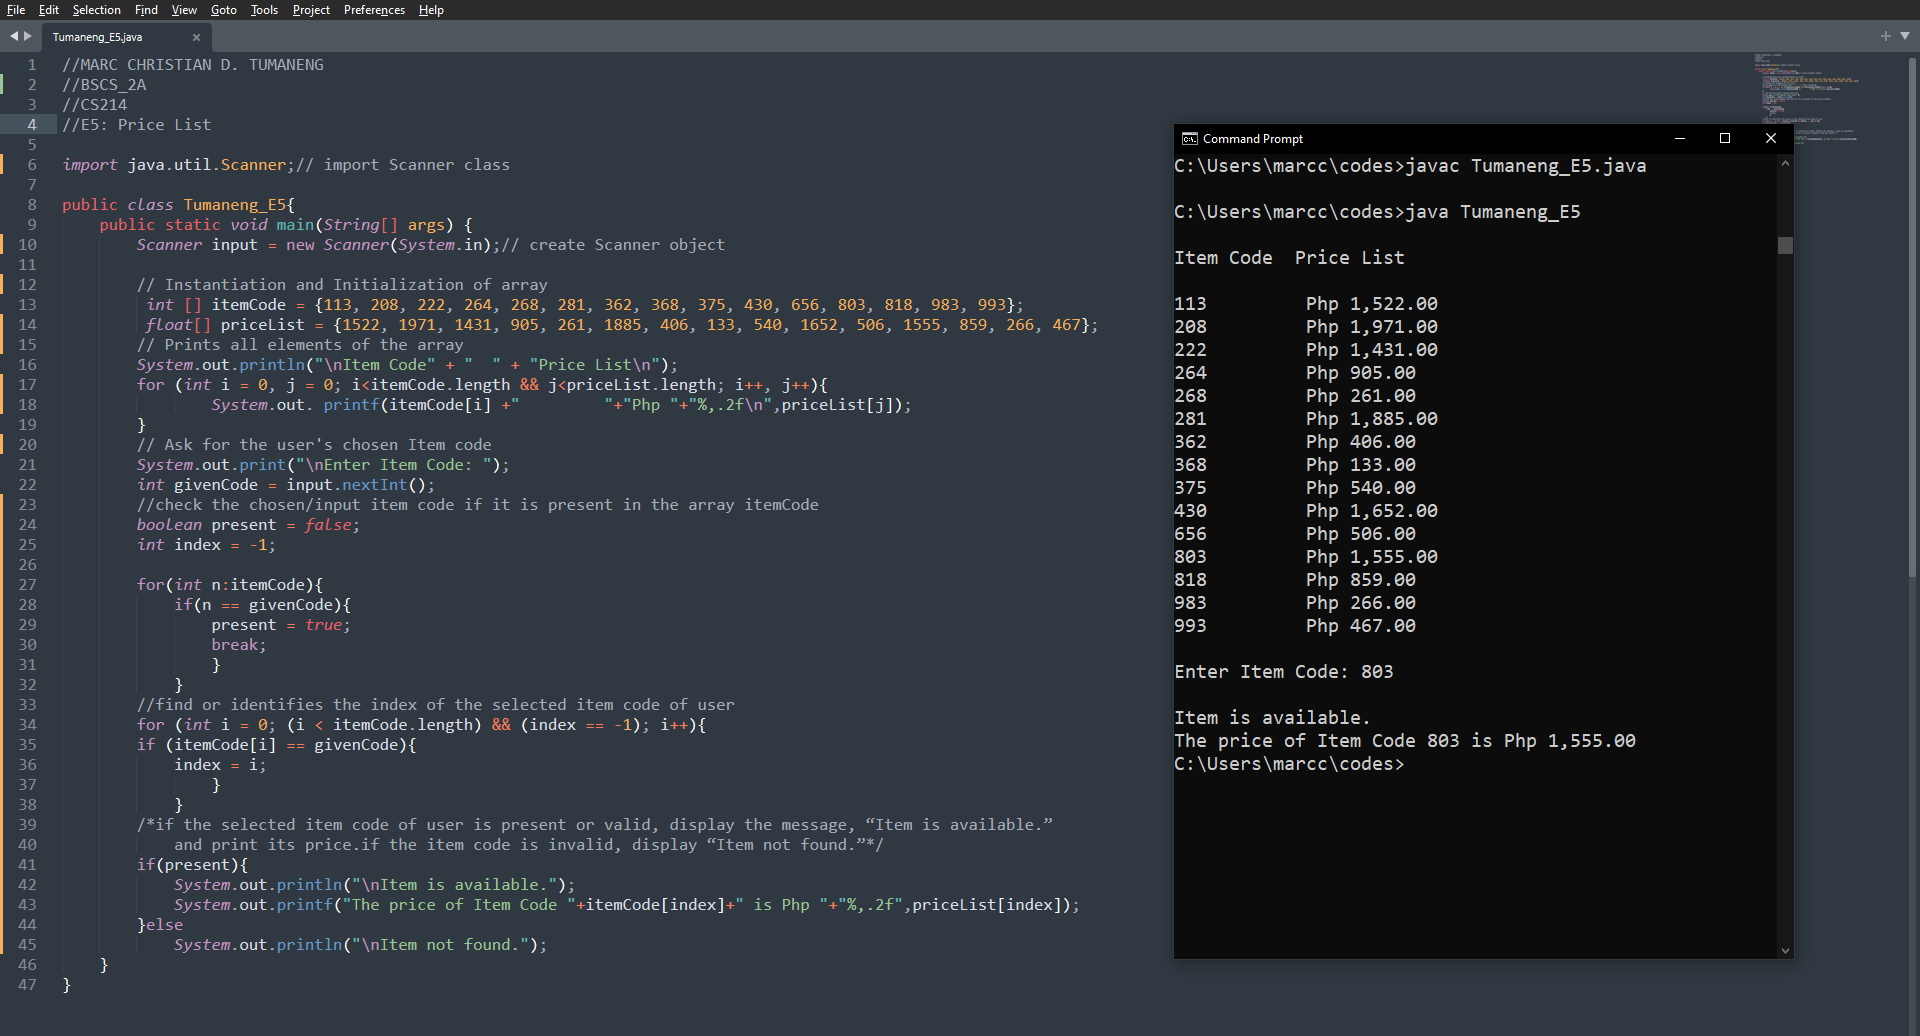 File Edit Selection Find View Goto Tools Project Preferences Help
Tumaneng_E5.java
1 //MARC CHRISTIAN D. TUMANENG
2 //BSCS_2A
3 //CS214
4 //E5: Price List
5
6 import java.util.Scanner;// import Scanner class
7
8 public class Tumaneng_E5{
9 public static void main(String[] args) {
10 Scanner input = new Scanner(System.in);// create Scanner object
11
12 // Instantiation and Initialization of array
13 int [] itemCode = {113, 208, 222, 264, 268, 281, 362, 368, 375, 430, 656, 803, 818, 983, 993};
14 float[] priceList = {1522, 1971, 1431, 905, 261, 1885, 406, 133, 540, 1652, 506, 1555, 859, 266, 467};
15 // Prints all elements of the array
16 System.out.println("\nItem Code" + "  " + "Price List\n");
17 for (int i = 0, j = 0; i<itemCode.length && j<priceList.length; i++, j++){
18 System.out. printf(itemCode[i] +"         "+"Php "+"%,.2f\n",priceList[j]);
19 }
20 // Ask for the user's chosen Item code
21 System.out.print("\nEnter Item Code: ");
22 int givenCode = input.nextInt();
23 //check the chosen/input item code if it is present in the array itemCode
24 boolean present = false;
25 int index = -1;
26
27 for(int n:itemCode){
28 if(n == givenCode){
29 present = true;
30 break;
31 }
32 }
33 //find or identifies the index of the selected item code of user
34 for (int i = 0; (i < itemCode.length) && (index == -1); i++){
35 if (itemCode[i] == givenCode){
36 index = i;
37 }
38 }
39 /*if the selected item code of user is present or valid, display the message, “Item is available.”
40 and print its price.if the item code is invalid, display “Item not found.”*/
41 if(present){
42 System.out.println("\nItem is available.");
43 System.out.printf("The price of Item Code "+itemCode[index]+" is Php "+"%,.2f",priceList[index]);
44 }else
45 System.out.println("\nItem not found.");
46 }
47 }
Command Prompt
C:\Users\marcc\codes>javac Tumaneng_E5.java
C:\Users\marcc\codes>java Tumaneng_E5
Item Code  Price List
113         Php 1,522.00
208         Php 1,971.00
222         Php 1,431.00
264         Php 905.00
268         Php 261.00
281         Php 1,885.00
362         Php 406.00
368         Php 133.00
375         Php 540.00
430         Php 1,652.00
656         Php 506.00
803         Php 1,555.00
818         Php 859.00
983         Php 266.00
993         Php 467.00
Enter Item Code: 803
Item is available.
The price of Item Code 803 is Php 1,555.00
C:\Users\marcc\codes>